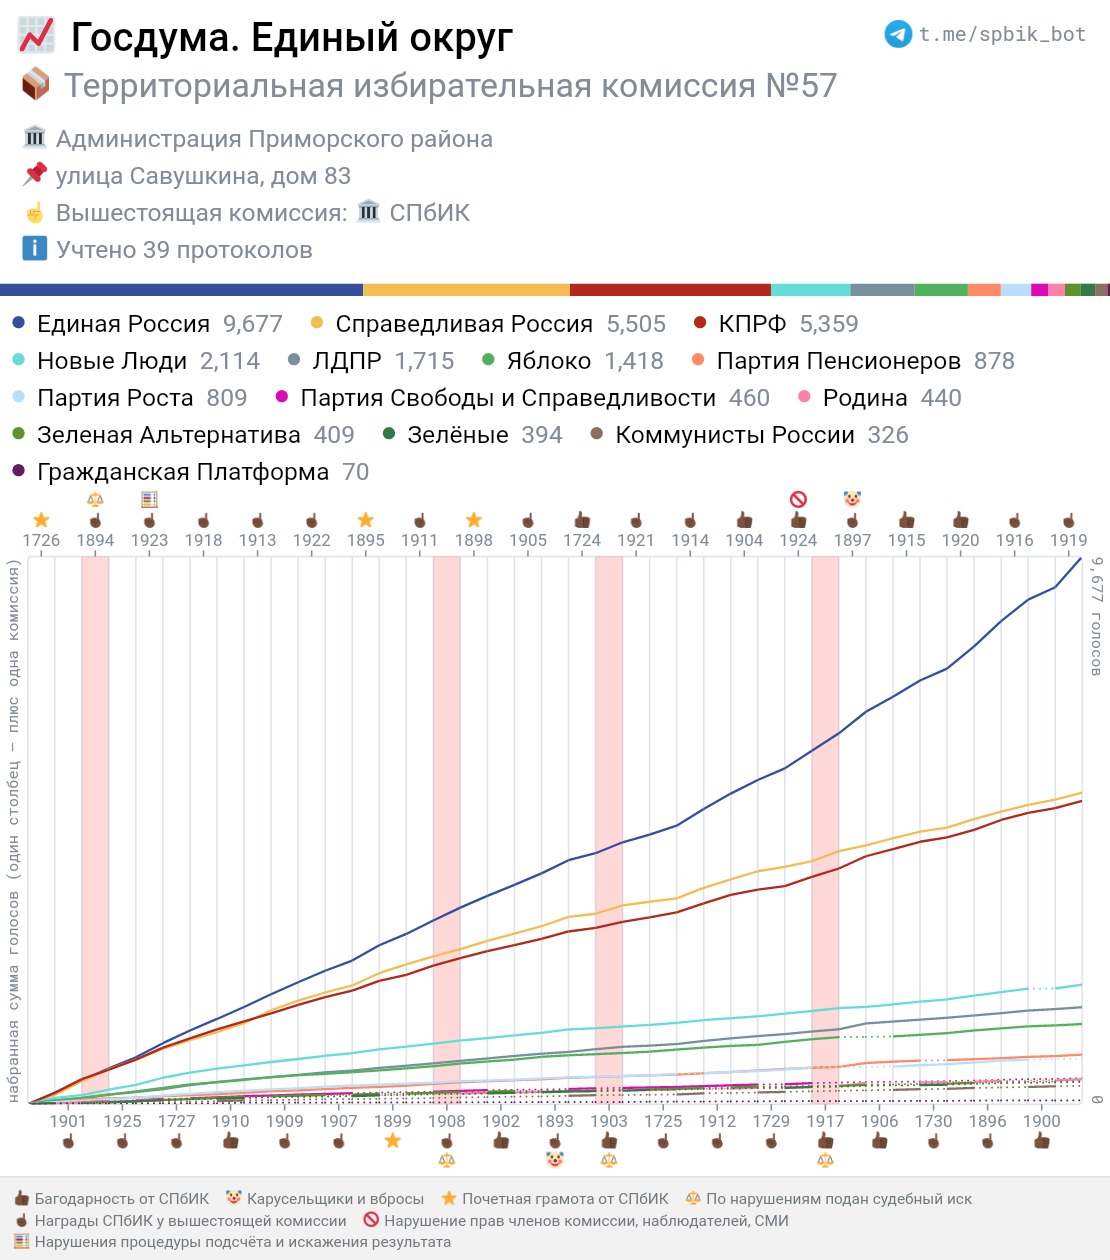 Госдума. Единый округ
t.me/spbik_bot
Территориальная избирательная комиссия №57
Администрация Приморского района
улица Савушкина, дом 83
Вышестоящая комиссия: СПбИК
Учтено 39 протоколов
Единая Россия 9,677 Справедливая Россия 5,505 КПРФ 5,359
Новые Люди 2,114 ЛДПР 1,715 Яблоко 1,418 Партия Пенсионеров 878
Партия Роста 809 Партия Свободы и Справедливости 460 Родина 440
Зеленая Альтернатива 409 Зелёные 394 Коммунисты России 326
Гражданская Платформа 70
1726 1894 1923 1918 1913 1922 1895 1911 1898 1905 1724 1921 1914 1904 1924 1897 1915 1920 1916 1919
набранная сумма голосов (один столбец – плюс одна комиссия)
9,677 голосов
0
1901 1925 1727 1910 1909 1907 1899 1908 1902 1893 1903 1725 1912 1729 1917 1906 1730 1896 1900
Багодарность от СПбИК Карусельщики и вбросы Почетная грамота от СПбИК По нарушениям подан судебный иск
Награды СПбИК у вышестоящей комиссии Нарушение прав членов комиссии, наблюдателей, СМИ
Нарушения процедуры подсчёта и искажения результата